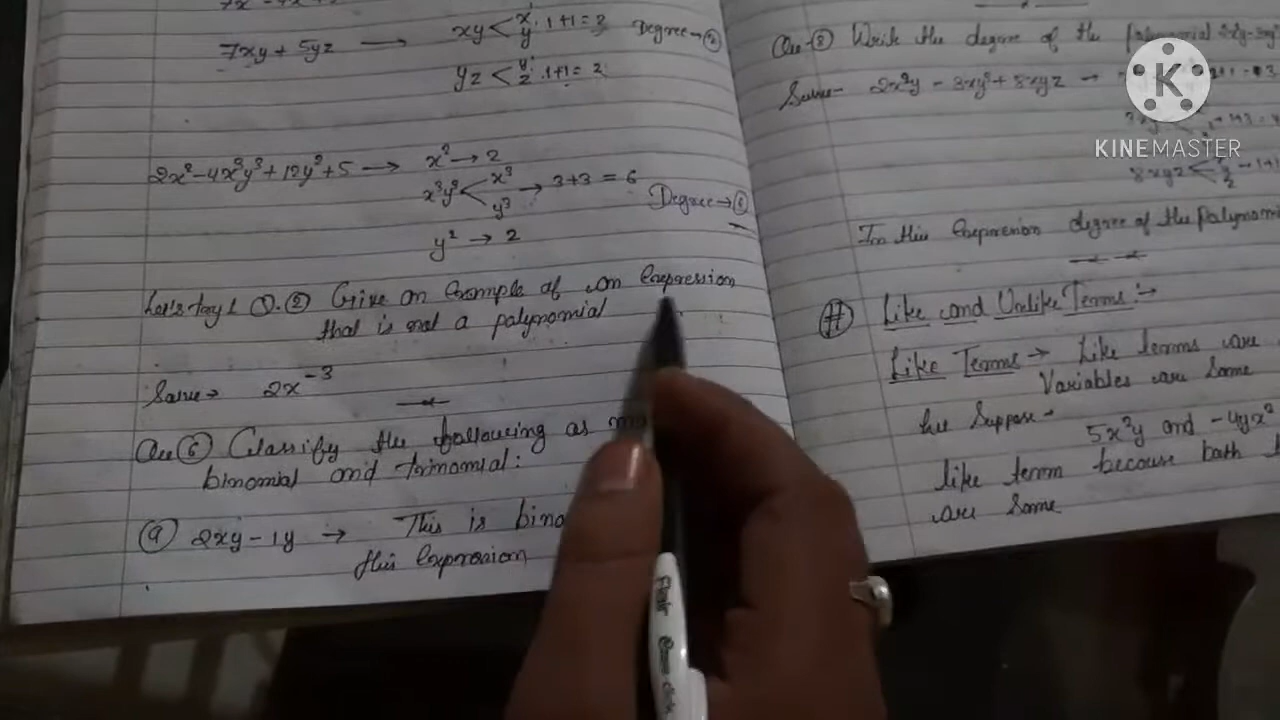 7xy + 5yz → xy < x y . 1+1=2 Degree → ②
yz < y z . 1+1= 2
2x² - 4x³y³ + 12y² + 5 → x² → 2
x³y³ < x³ y³ → 3+3 = 6
Degree → ⑥
y² → 2
Let's try 1 Q.② Give an Example of an Expression
that is not a polynomial
Solve → 2x⁻³
Que ⑥ Classify the following as
binomial and trinomial:
(a) 2xy - 1y → This is bino
this expression
Que-⑧ Write the degree of the
Solve- 2x²y - 3xy³ + 8xyz →
8xyz <
In this Expression degree of the Polynomi
# Like and Unlike Terms:→
Like Terms → Like terms are
Variables are Same
Suppose-
5x²y and -4yx²
like term because both
are Same
K
KINEMASTER
Flair